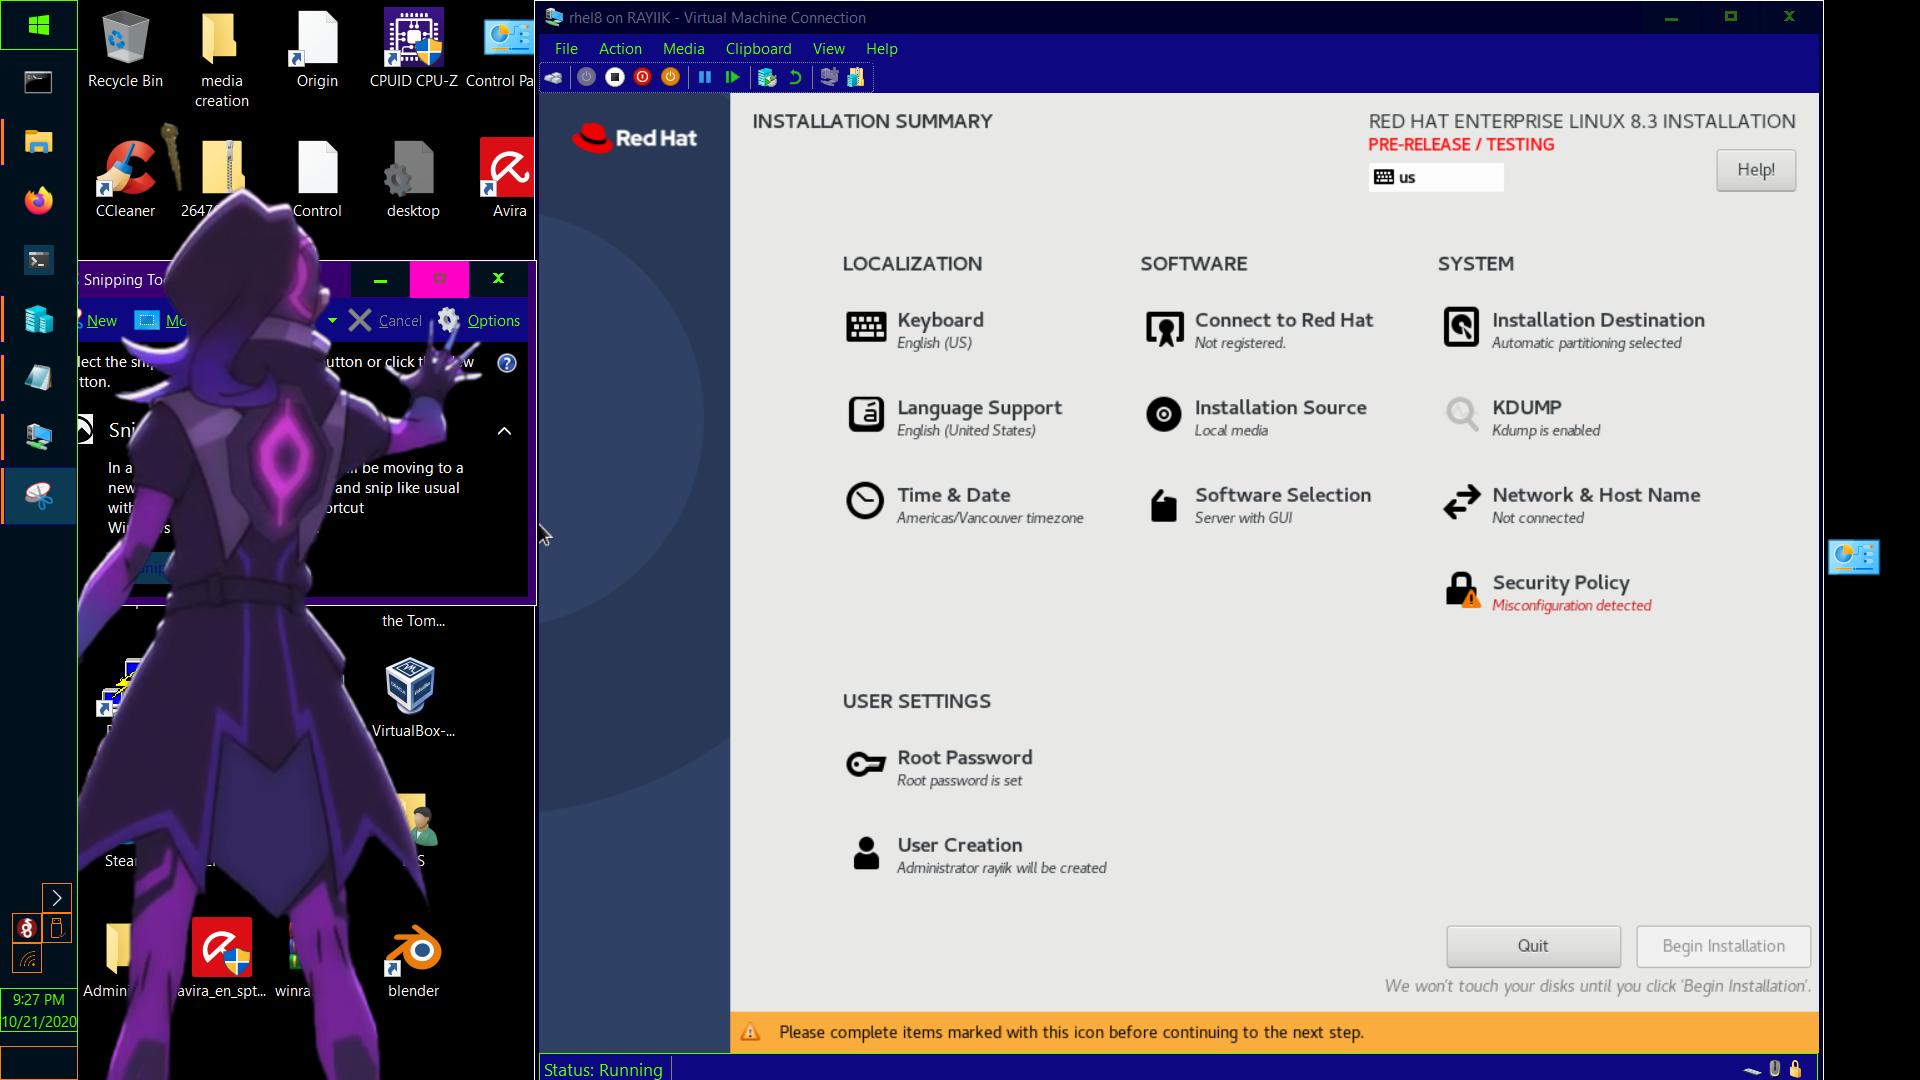 Recycle Bin
media
creation
Origin
CPUID CPU-Z
Control Pa
CCleaner
2647
Control
desktop
Avira
Snipping To
New
Mo
Cancel
Options
lect the sni
utton or click th
w
tton.
Sni
In a
be moving to a
new
and snip like usual
with
ortcut
Wi
s
the Tom...
VirtualBox-...
Stea
S
Admini
avira_en_spt...
winra
blender
9:27 PM
10/21/2020
rhel8 on RAYIIK - Virtual Machine Connection
File Action Media Clipboard View Help
Red Hat
INSTALLATION SUMMARY
RED HAT ENTERPRISE LINUX 8.3 INSTALLATION
PRE-RELEASE / TESTING
us
Help!
LOCALIZATION
Keyboard
English (US)
Language Support
English (United States)
Time & Date
Americas/Vancouver timezone
SOFTWARE
Connect to Red Hat
Not registered.
Installation Source
Local media
Software Selection
Server with GUI
SYSTEM
Installation Destination
Automatic partitioning selected
KDUMP
Kdump is enabled
Network & Host Name
Not connected
Security Policy
Misconfiguration detected
USER SETTINGS
Root Password
Root password is set
User Creation
Administrator rayiik will be created
Quit
Begin Installation
We won't touch your disks until you click 'Begin Installation'.
Please complete items marked with this icon before continuing to the next step.
Status: Running